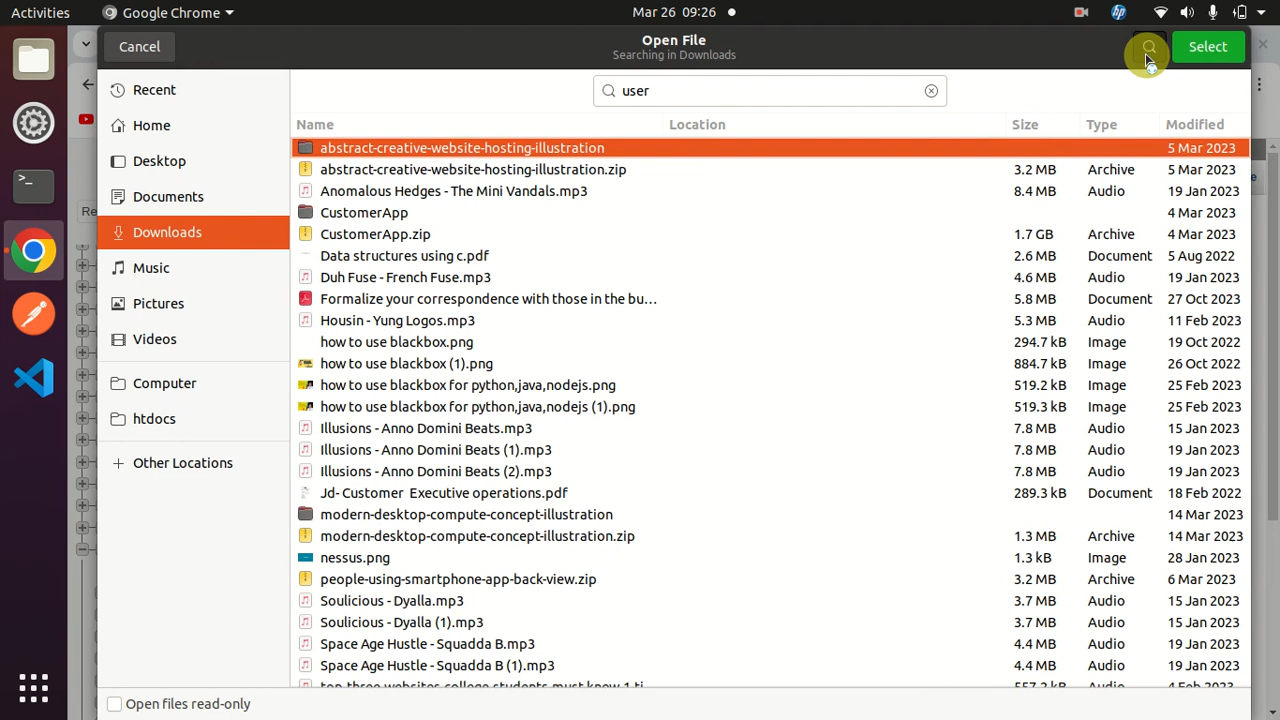 Activities Google Chrome Mar 26 09:26
Cancel Open File Select
Searching in Downloads
user
Recent
Home
Desktop
Documents
Downloads
Music
Pictures
Videos
Computer
htdocs
Other Locations
Name Location Size Type Modified
abstract-creative-website-hosting-illustration 5 Mar 2023
abstract-creative-website-hosting-illustration.zip 3.2 MB Archive 5 Mar 2023
Anomalous Hedges - The Mini Vandals.mp3 8.4 MB Audio 19 Jan 2023
CustomerApp 4 Mar 2023
CustomerApp.zip 1.7 GB Archive 4 Mar 2023
Data structures using c.pdf 2.6 MB Document 5 Aug 2022
Duh Fuse - French Fuse.mp3 4.6 MB Audio 19 Jan 2023
Formalize your correspondence with those in the bu… 5.8 MB Document 27 Oct 2023
Housin - Yung Logos.mp3 5.3 MB Audio 11 Feb 2023
how to use blackbox.png 294.7 kB Image 19 Oct 2022
how to use blackbox (1).png 884.7 kB Image 26 Oct 2022
how to use blackbox for python,java,nodejs.png 519.2 kB Image 25 Feb 2023
how to use blackbox for python,java,nodejs (1).png 519.3 kB Image 25 Feb 2023
Illusions - Anno Domini Beats.mp3 7.8 MB Audio 15 Jan 2023
Illusions - Anno Domini Beats (1).mp3 7.8 MB Audio 19 Jan 2023
Illusions - Anno Domini Beats (2).mp3 7.8 MB Audio 19 Jan 2023
Jd- Customer Executive operations.pdf 289.3 kB Document 18 Feb 2022
modern-desktop-compute-concept-illustration 14 Mar 2023
modern-desktop-compute-concept-illustration.zip 1.3 MB Archive 14 Mar 2023
nessus.png 1.3 kB Image 28 Jan 2023
people-using-smartphone-app-back-view.zip 3.2 MB Archive 6 Mar 2023
Soulicious - Dyalla.mp3 3.7 MB Audio 15 Jan 2023
Soulicious - Dyalla (1).mp3 3.7 MB Audio 15 Jan 2023
Space Age Hustle - Squadda B.mp3 4.4 MB Audio 19 Jan 2023
Space Age Hustle - Squadda B (1).mp3 4.4 MB Audio 19 Jan 2023
Open files read-only